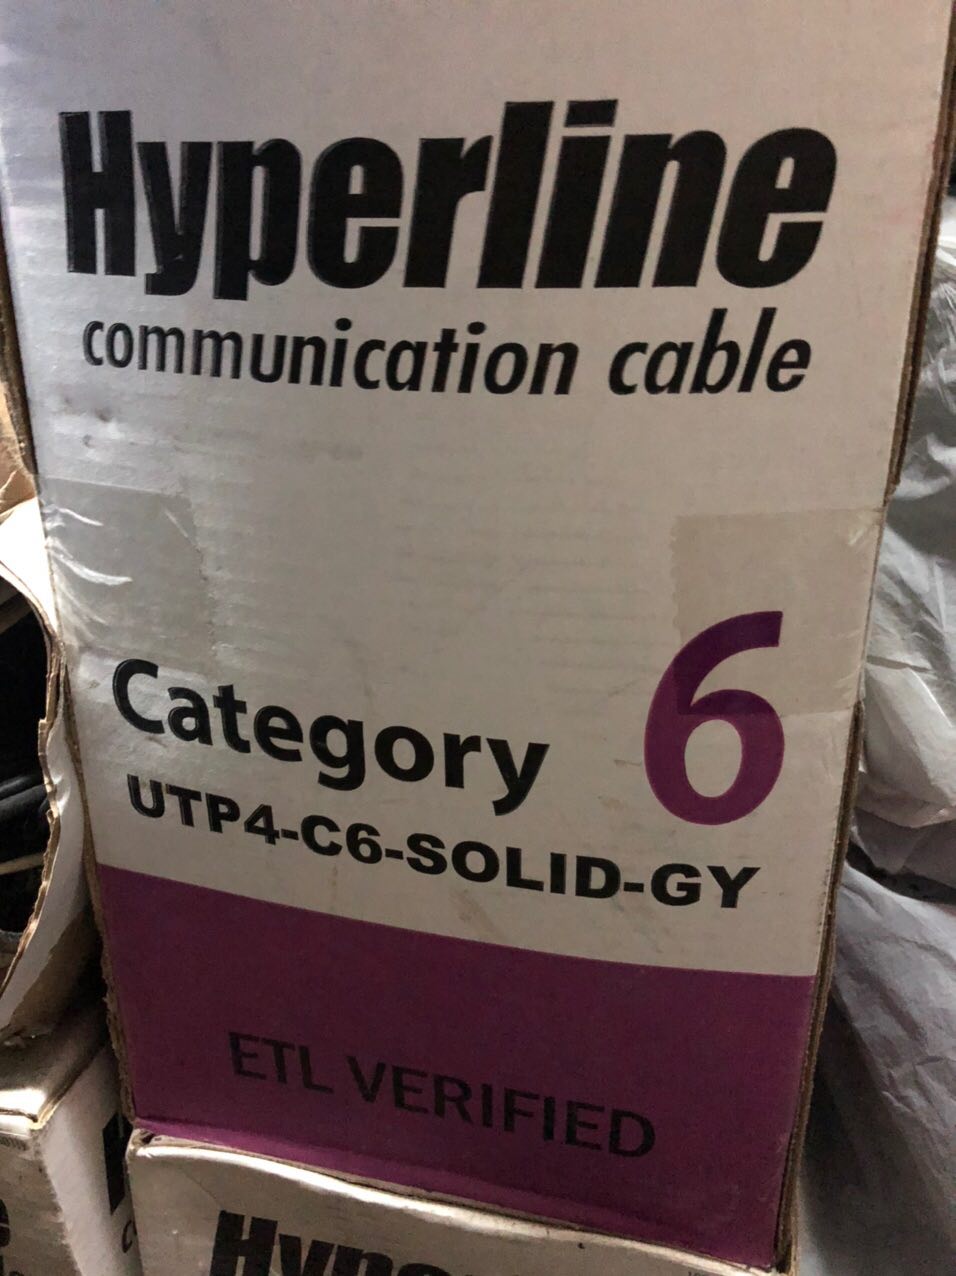 Hyperline
communication cable
Category 6
UTP4-C6-SOLID-GY
ETL VERIFIED